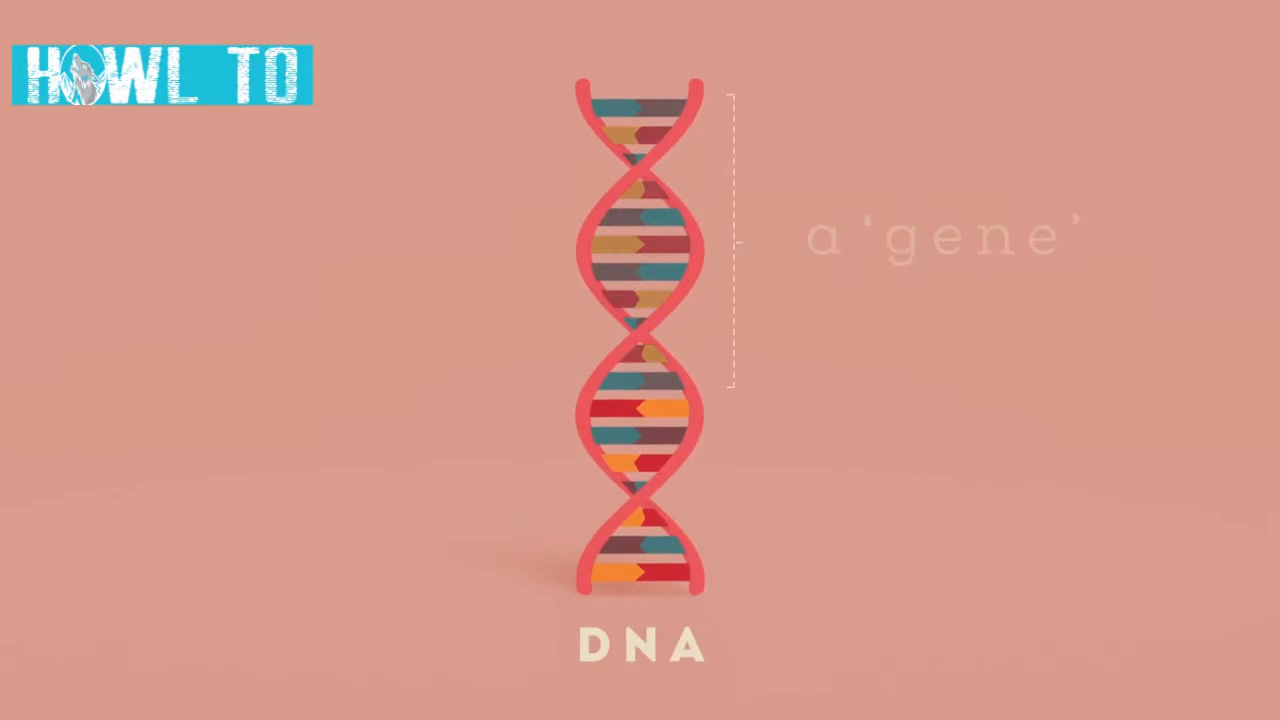 HOWL TO
a ‘gene’
DNA